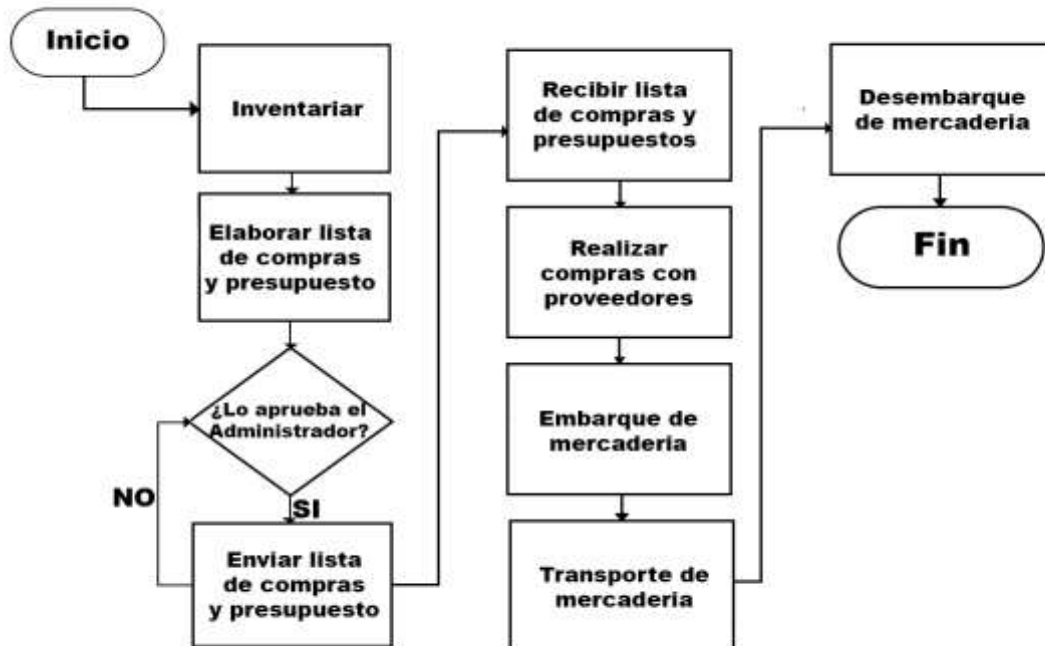 Inicio
Inventariar
Elaborar lista
de compras
y presupuesto
¿Lo aprueba el
Administrador?
NO
SI
Enviar lista
de compras
y presupuesto
Recibir lista
de compras y
presupuestos
Realizar
compras con
proveedores
Embarque de
mercaderia
Transporte de
mercaderia
Desembarque
de mercaderia
Fin